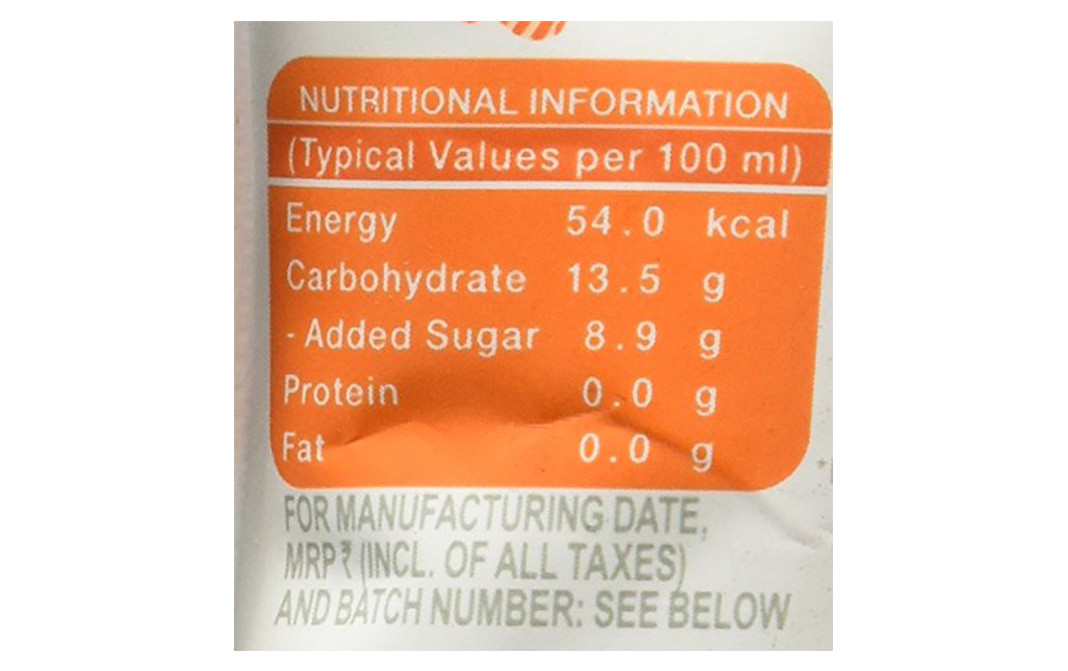 NUTRITIONAL INFORMATION
(Typical Values per 100 ml)
Energy 54.0 kcal
Carbohydrate 13.5 g
- Added Sugar 8.9 g
Protein 0.0 g
Fat 0.0 g
FOR MANUFACTURING DATE,
MRP ₹ (INCL. OF ALL TAXES)
AND BATCH NUMBER: SEE BELOW